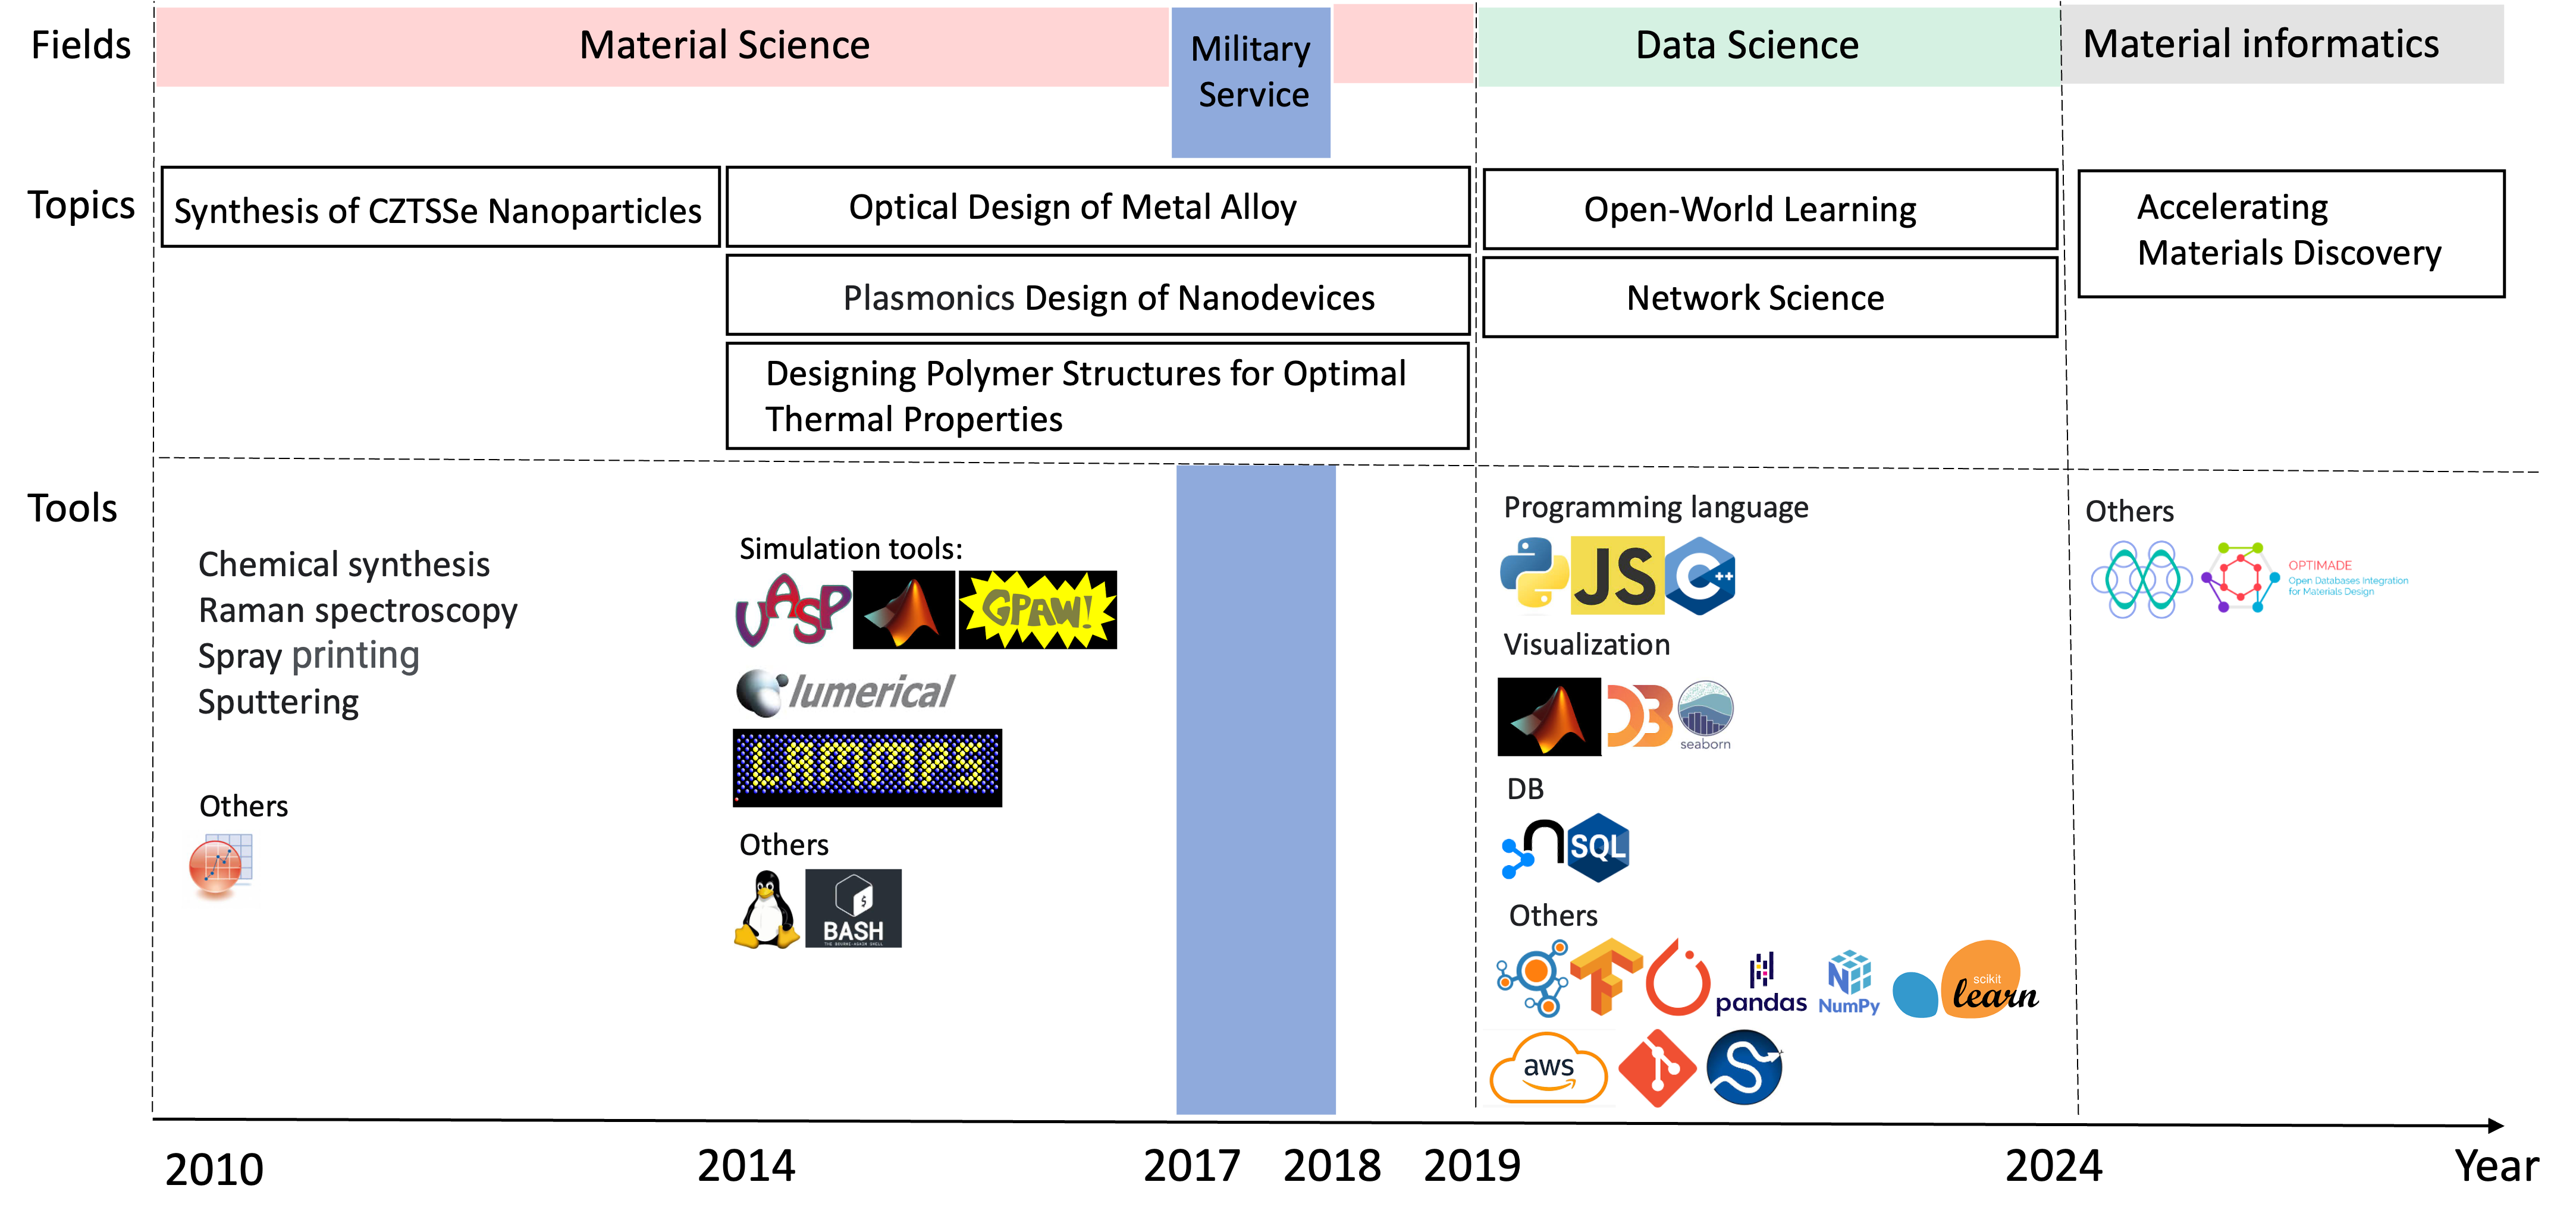 Fields
Material Science
Military
Service
Data Science
Material informatics
Topics
Synthesis of CZTSSe Nanoparticles
Optical Design of Metal Alloy
Plasmonics Design of Nanodevices
Designing Polymer Structures for Optimal
Thermal Properties
Open-World Learning
Network Science
Accelerating
Materials Discovery
Tools
Chemical synthesis
Raman spectroscopy
Spray printing
Sputtering
Others
Simulation tools:
VASP
GPAW!
lumerical
LAMMPS
Others
$
BASH
THE BOURNE-AGAIN SHELL
Programming language
JS
C++
Visualization
D3
seaborn
DB
n
SQL
Others
pandas
NumPy
scikit
learn
aws
Others
OPTIMADE
Open Databases Integration
for Materials Design
2010
2014
2017
2018
2019
2024
Year